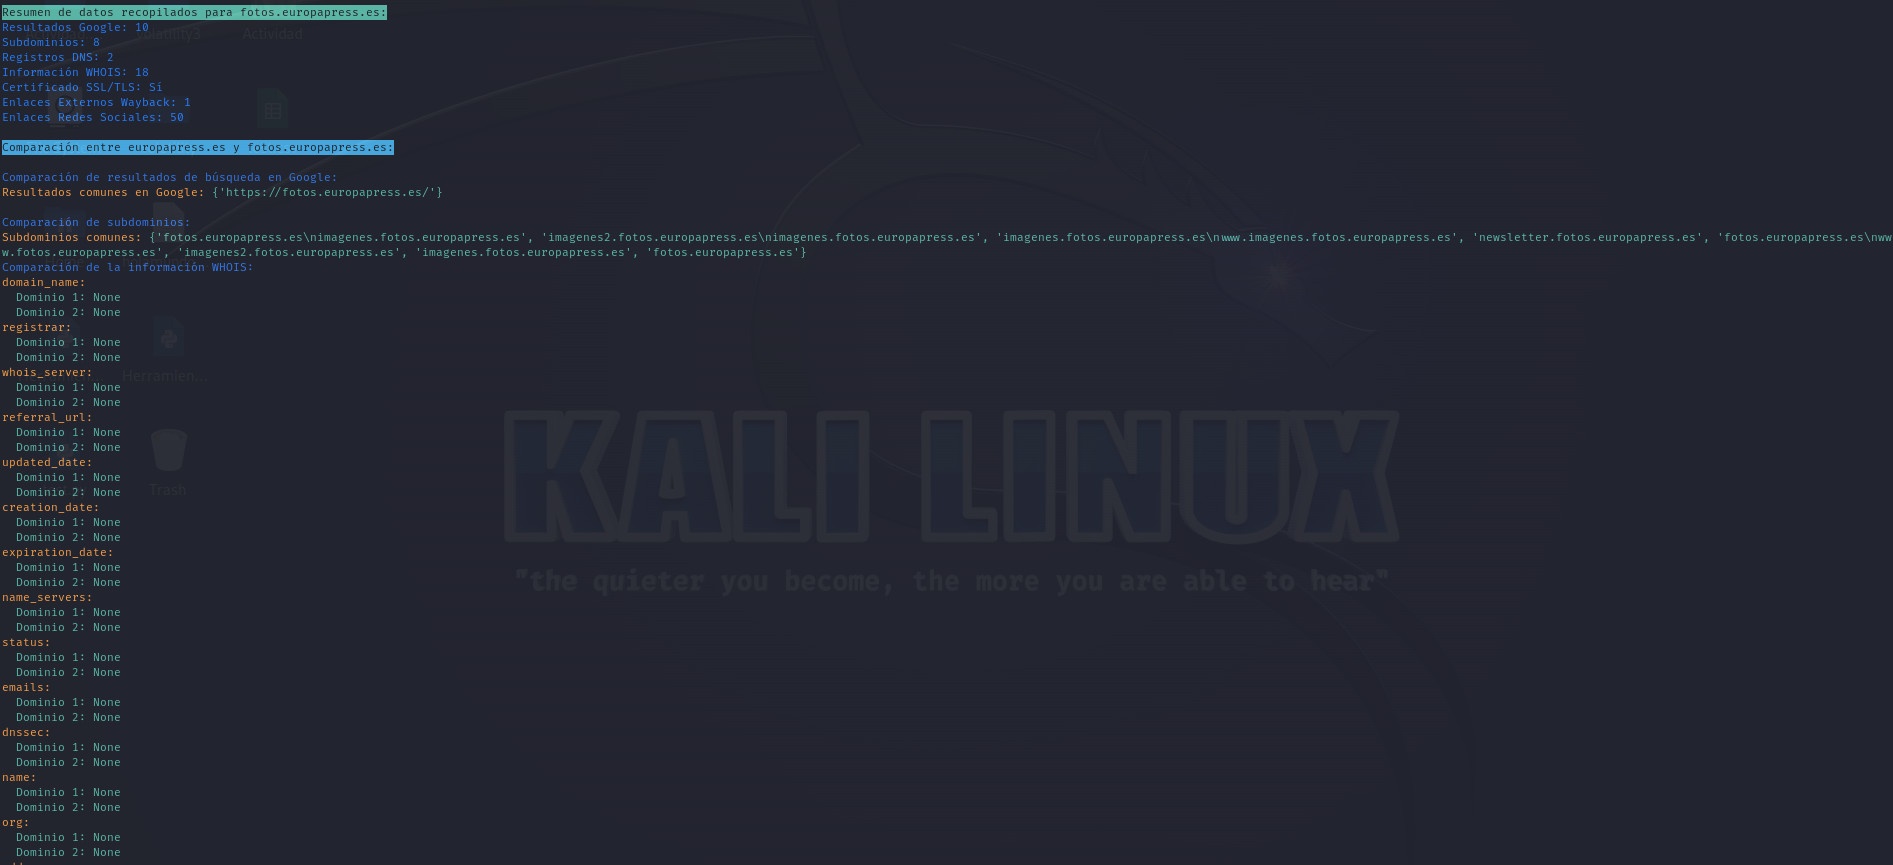 Resumen de datos recopilados para fotos.europapress.es:
Resultados Google: 10
Subdominios: 8
Registros DNS: 2
Información WHOIS: 18
Certificado SSL/TLS: Sí
Enlaces Externos Wayback: 1
Enlaces Redes Sociales: 50
Comparación entre europapress.es y fotos.europapress.es:
Comparación de resultados de búsqueda en Google:
Resultados comunes en Google: {'https://fotos.europapress.es/'}
Comparación de subdominios:
Subdominios comunes: {'fotos.europapress.es\nimagenes.fotos.europapress.es', 'imagenes2.fotos.europapress.es\nimagenes.fotos.europapress.es', 'imagenes.fotos.europapress.es\nwww.imagenes.fotos.europapress.es', 'newsletter.fotos.europapress.es', 'fotos.europapress.es\nww
w.fotos.europapress.es', 'imagenes2.fotos.europapress.es', 'imagenes.fotos.europapress.es', 'fotos.europapress.es'}
Comparación de la información WHOIS:
domain_name:
  Dominio 1: None
  Dominio 2: None
registrar:
  Dominio 1: None
  Dominio 2: None
whois_server:
  Dominio 1: None
  Dominio 2: None
referral_url:
  Dominio 1: None
  Dominio 2: None
updated_date:
  Dominio 1: None
  Dominio 2: None
creation_date:
  Dominio 1: None
  Dominio 2: None
expiration_date:
  Dominio 1: None
  Dominio 2: None
name_servers:
  Dominio 1: None
  Dominio 2: None
status:
  Dominio 1: None
  Dominio 2: None
emails:
  Dominio 1: None
  Dominio 2: None
dnssec:
  Dominio 1: None
  Dominio 2: None
name:
  Dominio 1: None
  Dominio 2: None
org:
  Dominio 1: None
  Dominio 2: None
Actividad
Herramien...
Trash
KALI LINUX
"the quieter you become, the more you are able to hear"